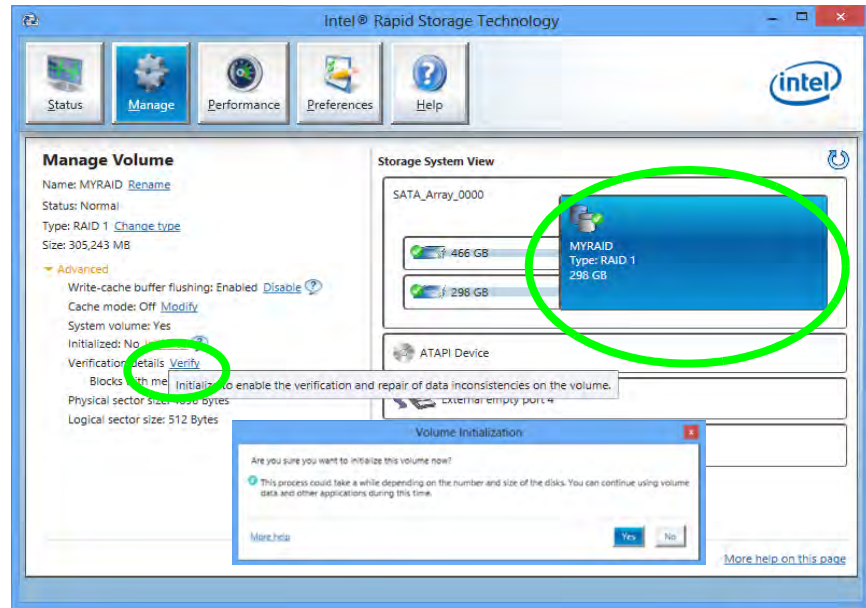 Intel® Rapid Storage Technology
Status
Manage
Performance
Preferences
Help
intel
Manage Volume
Name: MYRAID Rename
Status: Normal
Type: RAID 1 Change type
Size: 305,243 MB
Advanced
Write-cache buffer flushing: Enabled Disable ?
Cache mode: Off Modify
System volume: Yes
Initialized: No
Verification details Verify
Blocks with me
Physical sector size: 4096 Bytes
Logical sector size: 512 Bytes
Initialize to enable the verification and repair of data inconsistencies on the volume.
Storage System View
SATA_Array_0000
466 GB
298 GB
MYRAID
Type: RAID 1
298 GB
ATAPI Device
External empty port 4
Volume Initialization
Are you sure you want to initialize this volume now?
This process could take a while depending on the number and size of the disks. You can continue using volume
data and other applications during this time.
More help
Yes
No
More help on this page